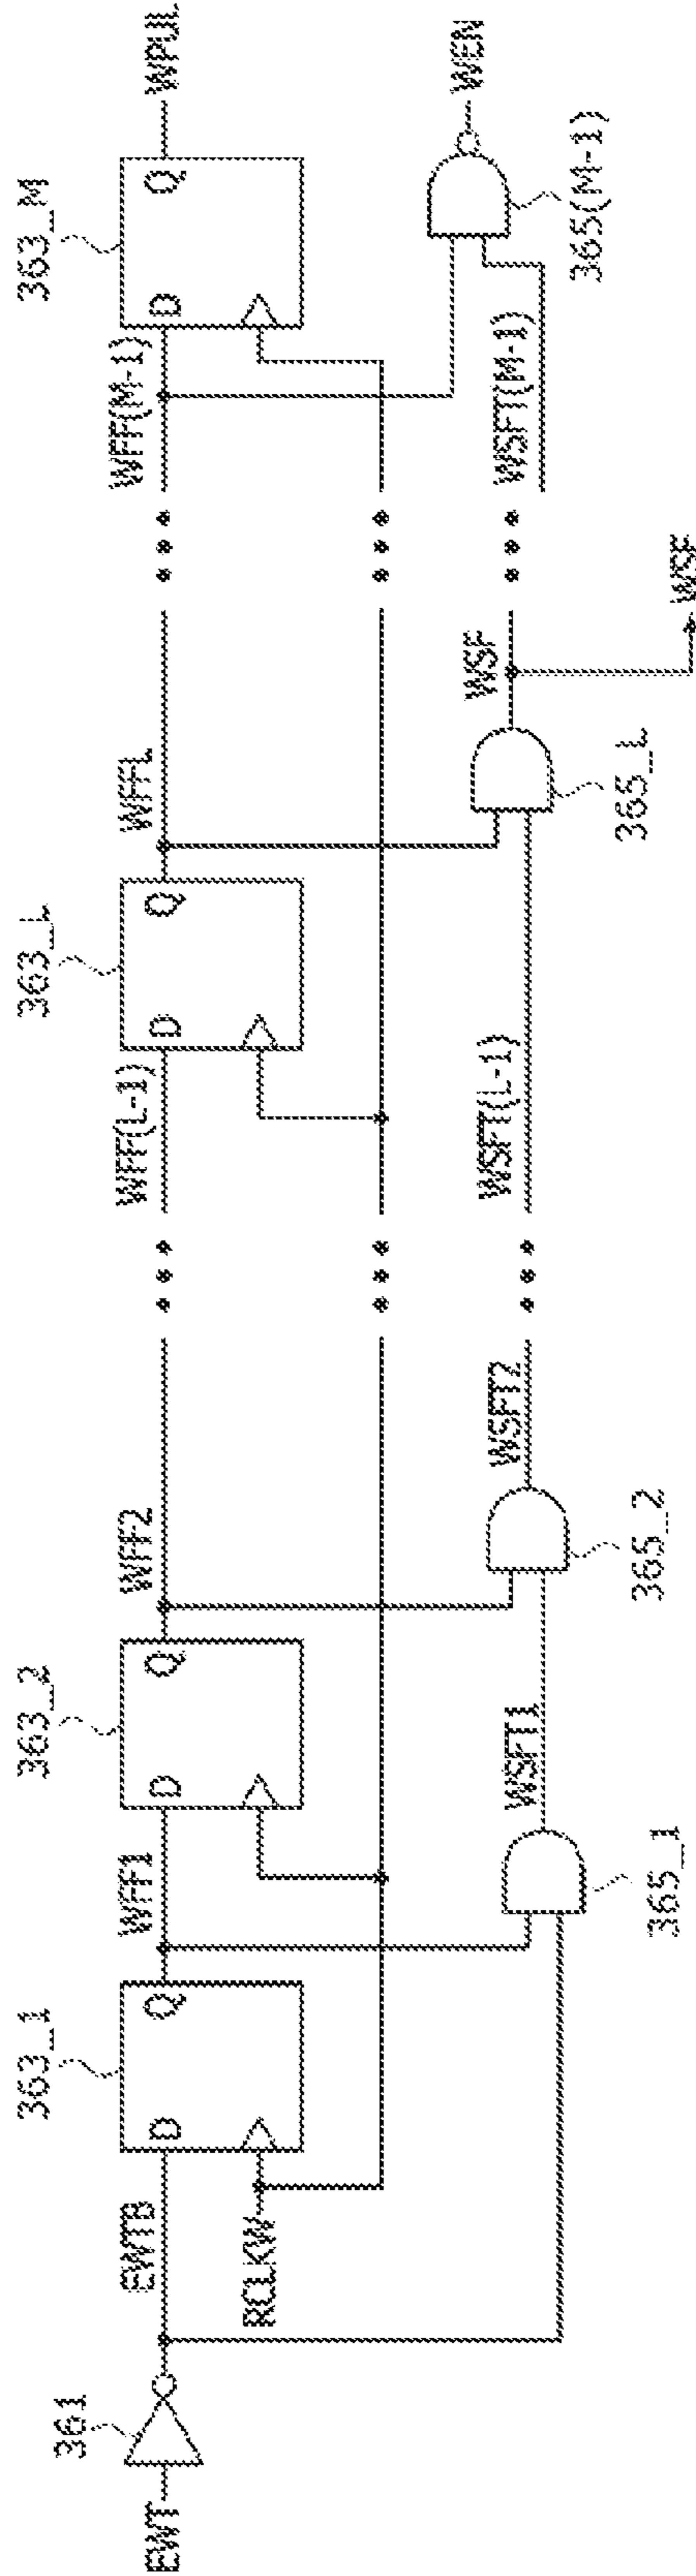 EWT
361
EWTB
RCLKW
363_1
D
Q
WFF1
365_1
WSFT1
363_2
D
Q
WFF2
365_2
WSFT2
WFF(L-1)
WSFT(L-1)
363_L
D
Q
WFFL
365_L
WSF
WSF
WFF(M-1)
WSFT(M-1)
363_M
D
Q
WPUL
365(M-1)
WEN